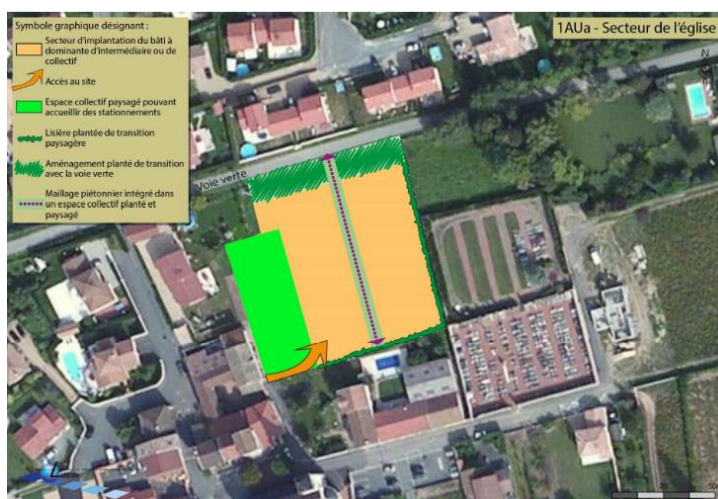 1AUa - Secteur de l'église
Symbole graphique désignant :
Secteur d'implantation du bâti à
dominante d'intermédiaire ou de
collectif
Accès au site
Espace collectif paysagé pouvant
accueillir des stationnements
Lisière plantée de transition
paysagère
Aménagement planté de transition
avec la voie verte
Maillage piétonnier intégré dans
un espace collectif planté et
paysagé
N
Voie verte